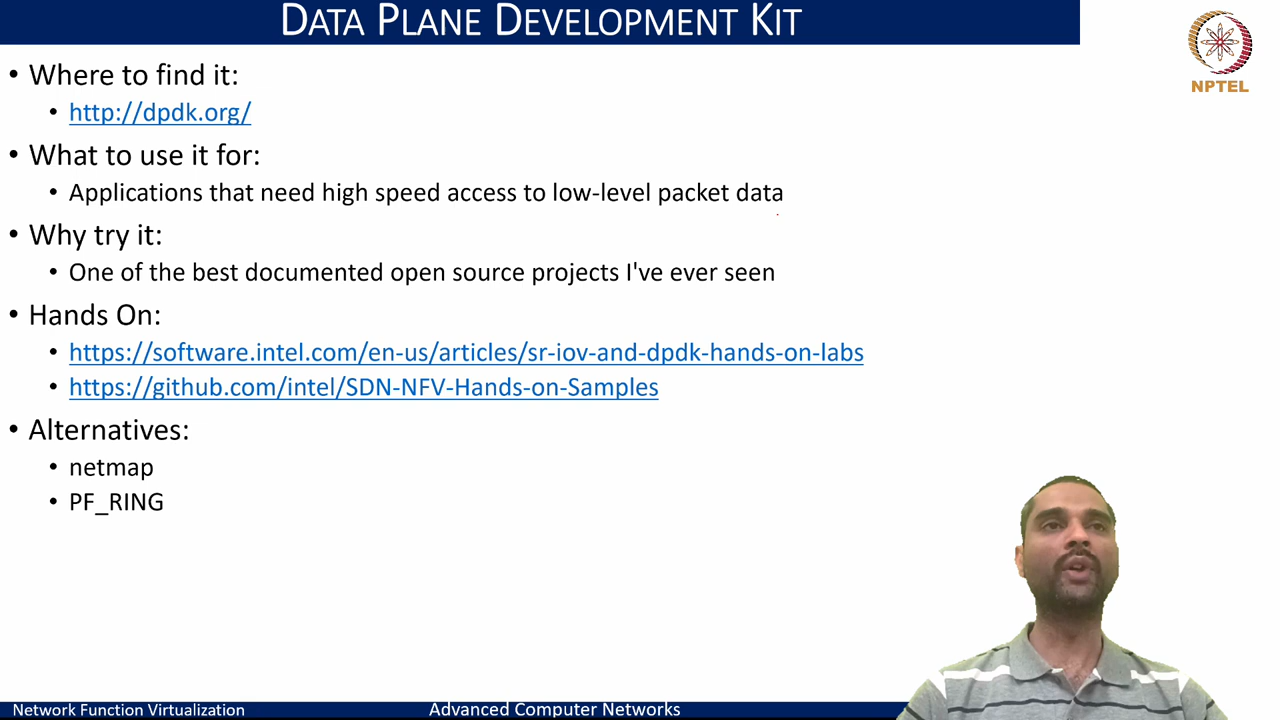 DATA PLANE DEVELOPMENT KIT
NPTEL
• Where to find it:
• http://dpdk.org/
• What to use it for:
• Applications that need high speed access to low-level packet data
• Why try it:
• One of the best documented open source projects I've ever seen
• Hands On:
• https://software.intel.com/en-us/articles/sr-iov-and-dpdk-hands-on-labs
• https://github.com/intel/SDN-NFV-Hands-on-Samples
• Alternatives:
• netmap
• PF_RING
Network Function Virtualization
Advanced Computer Networks